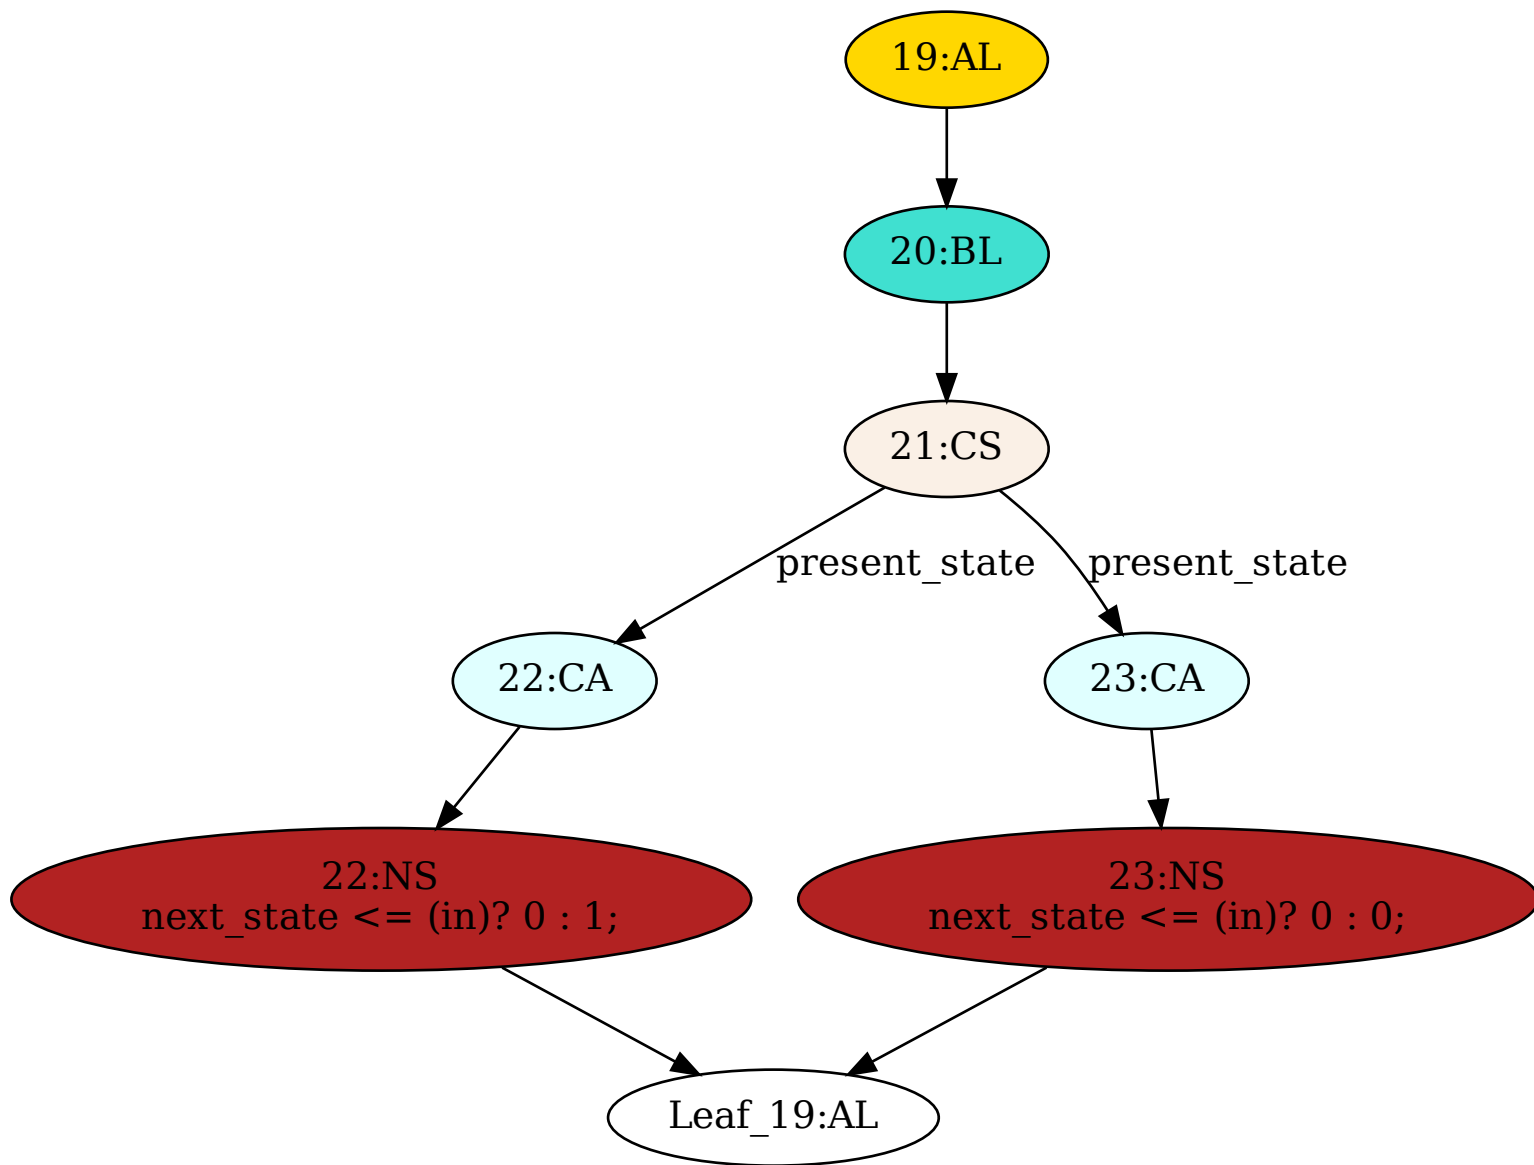 19:AL
20:BL
21:CS
present_state
present_state
22:CA
23:CA
22:NS
next_state <= (in)? 0 : 1;
23:NS
next_state <= (in)? 0 : 0;
Leaf_19:AL